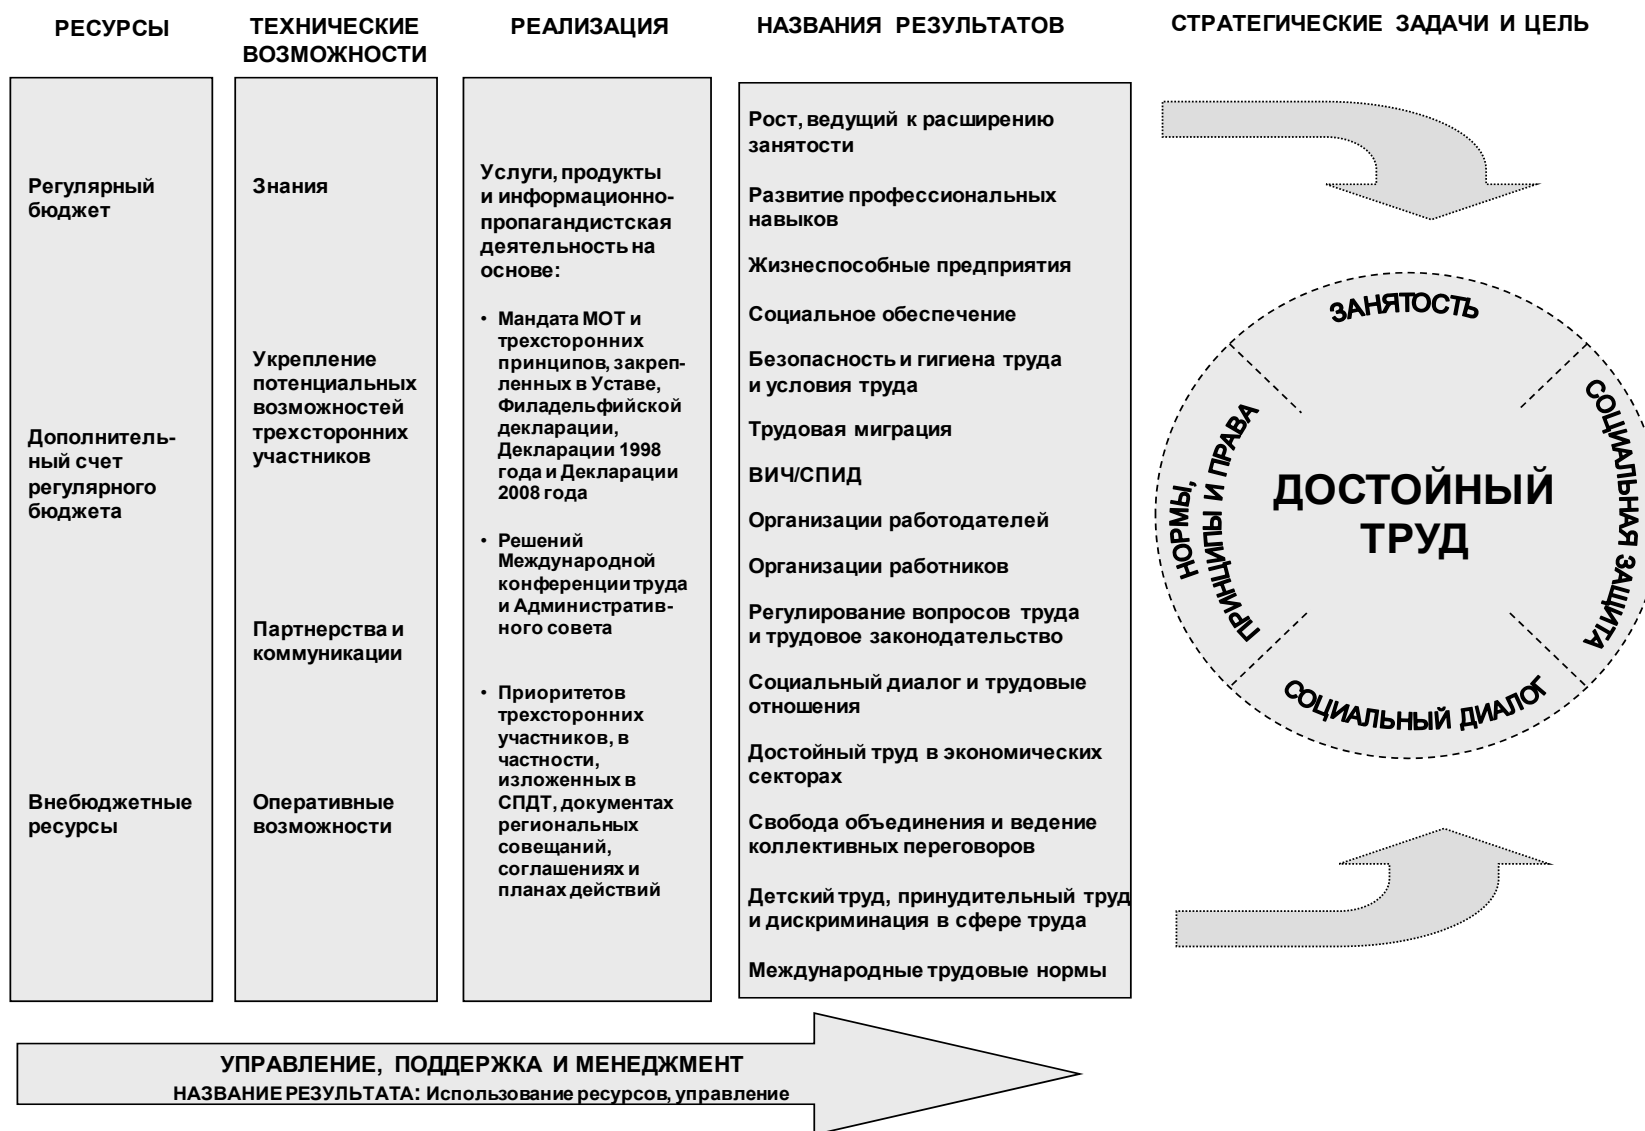 РЕСУРСЫ
ТЕХНИЧЕСКИЕ
ВОЗМОЖНОСТИ
РЕАЛИЗАЦИЯ
НАЗВАНИЯ РЕЗУЛЬТАТОВ
СТРАТЕГИЧЕСКИЕ ЗАДАЧИ И ЦЕЛЬ
Регулярный
бюджет
Дополнитель-
ный счет
регулярного
бюджета
Внебюджетные
ресурсы
Знания
Укрепление
потенциальных
возможностей
трехсторонних
участников
Партнерства и
коммуникации
Оперативные
возможности
Услуги, продукты
и информационно-
пропагандистская
деятельность на
основе:
• Мандата МОТ и
трехсторонних
принципов, закреп-
ленных в Уставе,
Филадельфийской
декларации,
Декларации 1998
года и Декларации
2008 года
• Решений
Международной
конференции труда
и Административ-
ного совета
• Приоритетов
трехсторонних
участников, в
частности,
изложенных в
СПДТ, документах
региональных
совещаний,
соглашениях и
планах действий
Рост, ведущий к расширению
занятости
Развитие профессиональных
навыков
Жизнеспособные предприятия
Социальное обеспечение
Безопасность и гигиена труда
и условия труда
Трудовая миграция
ВИЧ/СПИД
Организации работодателей
Организации работников
Регулирование вопросов труда
и трудовое законодательство
Социальный диалог и трудовые
отношения
Достойный труд в экономических
секторах
Свобода объединения и ведение
коллективных переговоров
Детский труд, принудительный труд
и дискриминация в сфере труда
Международные трудовые нормы
ЗАНЯТОСТЬ
СОЦИАЛЬНАЯ ЗАЩИТА
СОЦИАЛЬНЫЙ ДИАЛОГ
НОРМЫ,
ПРИНЦИПЫ И ПРАВА
ДОСТОЙНЫЙ
ТРУД
УПРАВЛЕНИЕ, ПОДДЕРЖКА И МЕНЕДЖМЕНТ
НАЗВАНИЕ РЕЗУЛЬТАТА: Использование ресурсов, управление